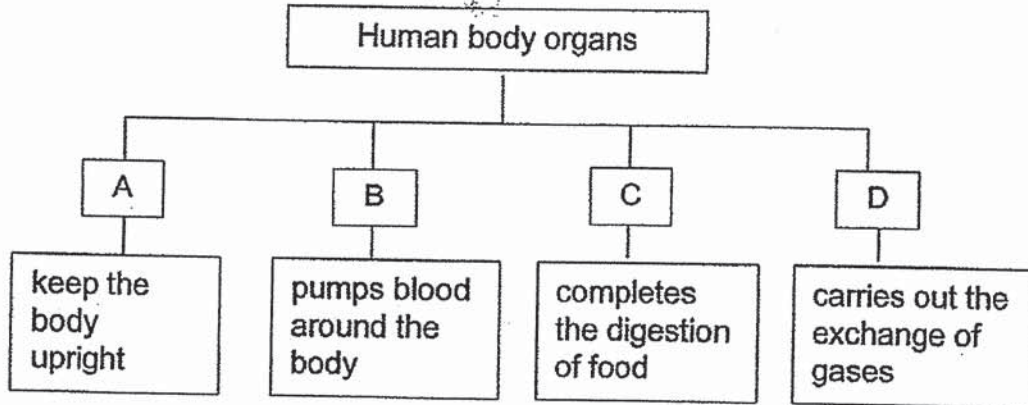 Human body organs
A
B
C
D
keep the
body
upright
pumps blood
around the
body
completes
the digestion
of food
carries out the
exchange of
gases